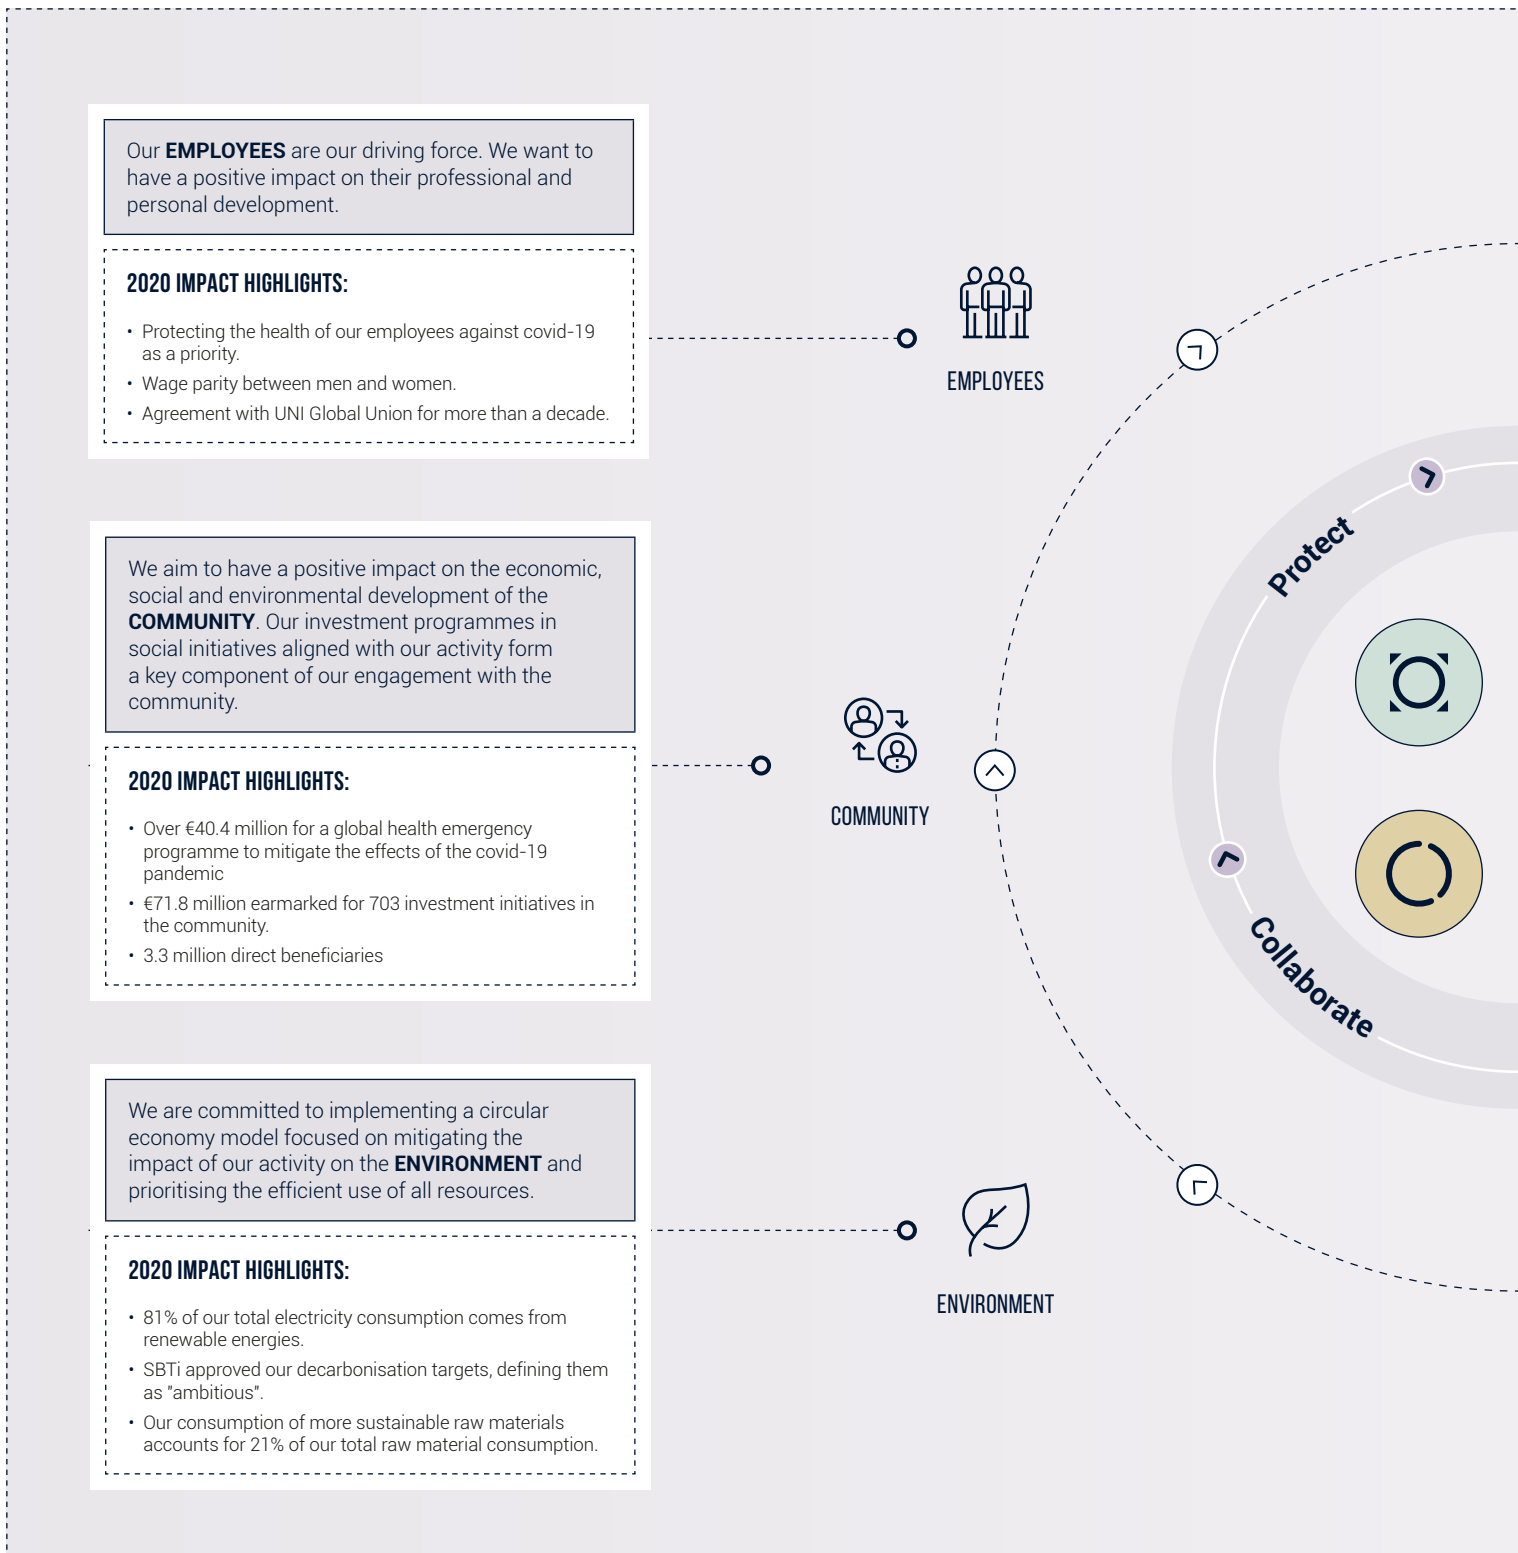 Our EMPLOYEES are our driving force. We want to
have a positive impact on their professional and
personal development.
2020 IMPACT HIGHLIGHTS:
• Protecting the health of our employees against covid-19
as a priority.
• Wage parity between men and women.
• Agreement with UNI Global Union for more than a decade.
EMPLOYEES
We aim to have a positive impact on the economic,
social and environmental development of the
COMMUNITY. Our investment programmes in
social initiatives aligned with our activity form
a key component of our engagement with the
community.
2020 IMPACT HIGHLIGHTS:
• Over €40.4 million for a global health emergency
programme to mitigate the effects of the covid-19
pandemic
• €71.8 million earmarked for 703 investment initiatives in
the community.
• 3.3 million direct beneficiaries
COMMUNITY
We are committed to implementing a circular
economy model focused on mitigating the
impact of our activity on the ENVIRONMENT and
prioritising the efficient use of all resources.
2020 IMPACT HIGHLIGHTS:
• 81% of our total electricity consumption comes from
renewable energies.
• SBTi approved our decarbonisation targets, defining them
as "ambitious".
• Our consumption of more sustainable raw materials
accounts for 21% of our total raw material consumption.
ENVIRONMENT
Protect
Collaborate